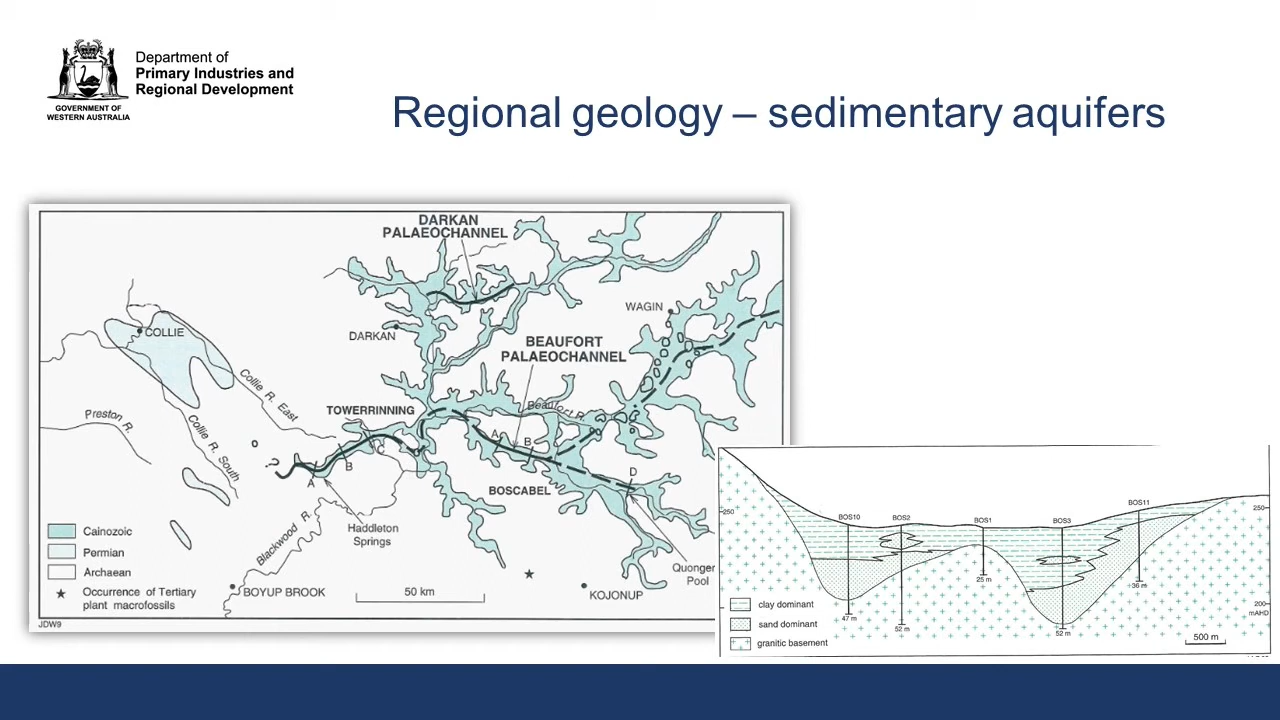 Department of
Primary Industries and
Regional Development
GOVERNMENT OF
WESTERN AUSTRALIA
Regional geology – sedimentary aquifers
DARKAN
PALAEOCHANNEL
WAGIN
COLLIE
DARKAN
BEAUFORT
PALAEOCHANNEL
Collie R. East
TOWERRINNING
Beaufort R.
Preston R.
Collie R. South
A
B
C
B
?
A
D
BOSCABEL
Blackwood R.
Haddleton
Springs
Quonger
Pool
Cainozoic
Permian
Archaean
Occurrence of Tertiary
plant macrofossils
BOYUP BROOK
50 km
KOJONUP
JDW9
BOS11
BOS10
BOS2
BOS1
BOS3
250
250
25 m
36 m
200
mAHD
47 m
52 m
52 m
clay dominant
sand dominant
granitic basement
500 m